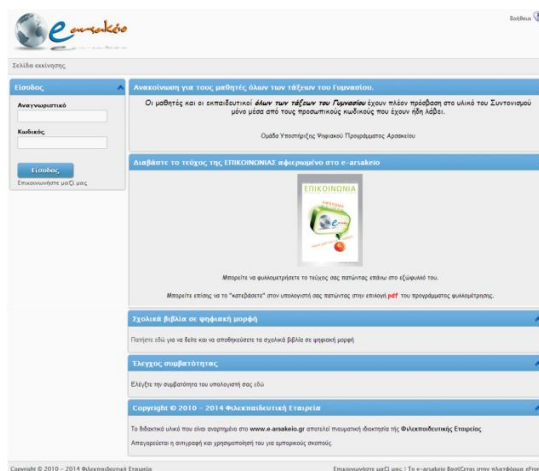 e-αρσακείο
Βοήθεια
Σελίδα εκκίνησης
Είσοδος
Αναγνωριστικό
Κωδικός
Είσοδος
Επικοινωνήστε μαζί μας
Ανακοίνωση για τους μαθητές όλων των τάξεων του Γυμνασίου.
Οι μαθητές και οι εκπαιδευτικοί όλων των τάξεων του Γυμνασίου έχουν πλέον πρόσβαση στο υλικό του Συντονισμού
μόνο μέσα από τους προσωπικούς κωδικούς που έχουν ήδη λάβει.
Ομάδα Υποστήριξης Ψηφιακού Προγράμματος Αρσακείου
Διαβάστε το τεύχος της ΕΠΙΚΟΙΝΩΝΙΑΣ αφιερωμένο στο e-arsakeio
ΕΠΙΚΟΙΝΩΝΙΑ
Μπορείτε να φυλλομετρήσετε το τεύχος σας πατώντας επάνω στο εξώφυλλό του.
Μπορείτε επίσης να το "κατεβάσετε" στον υπολογιστή σας πατώντας στην επιλογή pdf του προγράμματος φυλλομέτρησης.
Σχολικά βιβλία σε ψηφιακή μορφή
Πατήστε εδώ για να δείτε και να αποθηκεύσετε τα σχολικά βιβλία σε ψηφιακή μορφή
Έλεγχος συμβατότητας
Ελέγξτε την συμβατότητα του υπολογιστή σας εδώ
Copyright © 2010 - 2014 Φιλεκπαιδευτική Εταιρεία
Το διδακτικό υλικό που είναι αναρτημένο στο www.e-arsakeio.gr αποτελεί πνευματική ιδιοκτησία της Φιλεκπαιδευτικής Εταιρείας.
Απαγορεύεται η αντιγραφή και χρησιμοποίησή του για εμπορικούς σκοπούς.
Copyright © 2010 - 2014 Φιλεκπαιδευτική Εταιρεία
Επικοινωνήστε μαζί μας | Το e-arsakeio βασίζεται στην πλατφόρμα